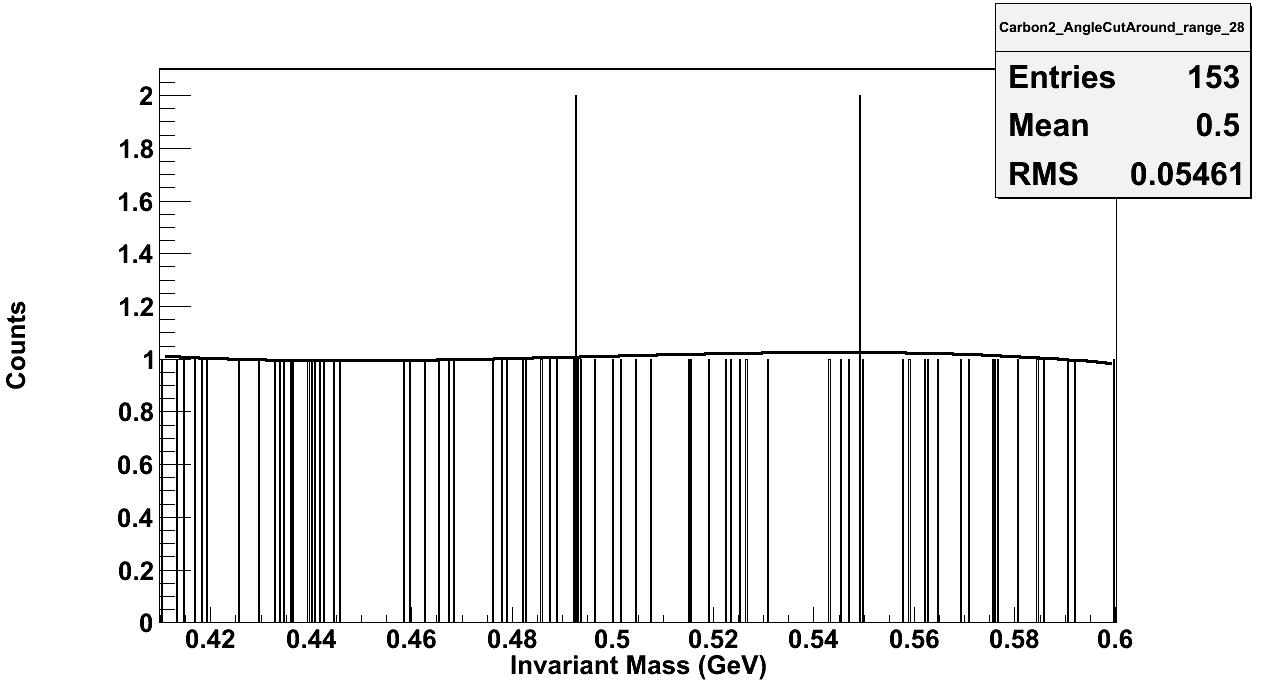 Carbon2_AngleCutAround_range_28
Entries 153
Mean 0.5
RMS 0.05461
2
1.8
1.6
1.4
1.2
1
0.8
0.6
0.4
0.2
0
Counts
0.42 0.44 0.46 0.48 0.5 0.52 0.54 0.56 0.58 0.6
Invariant Mass (GeV)